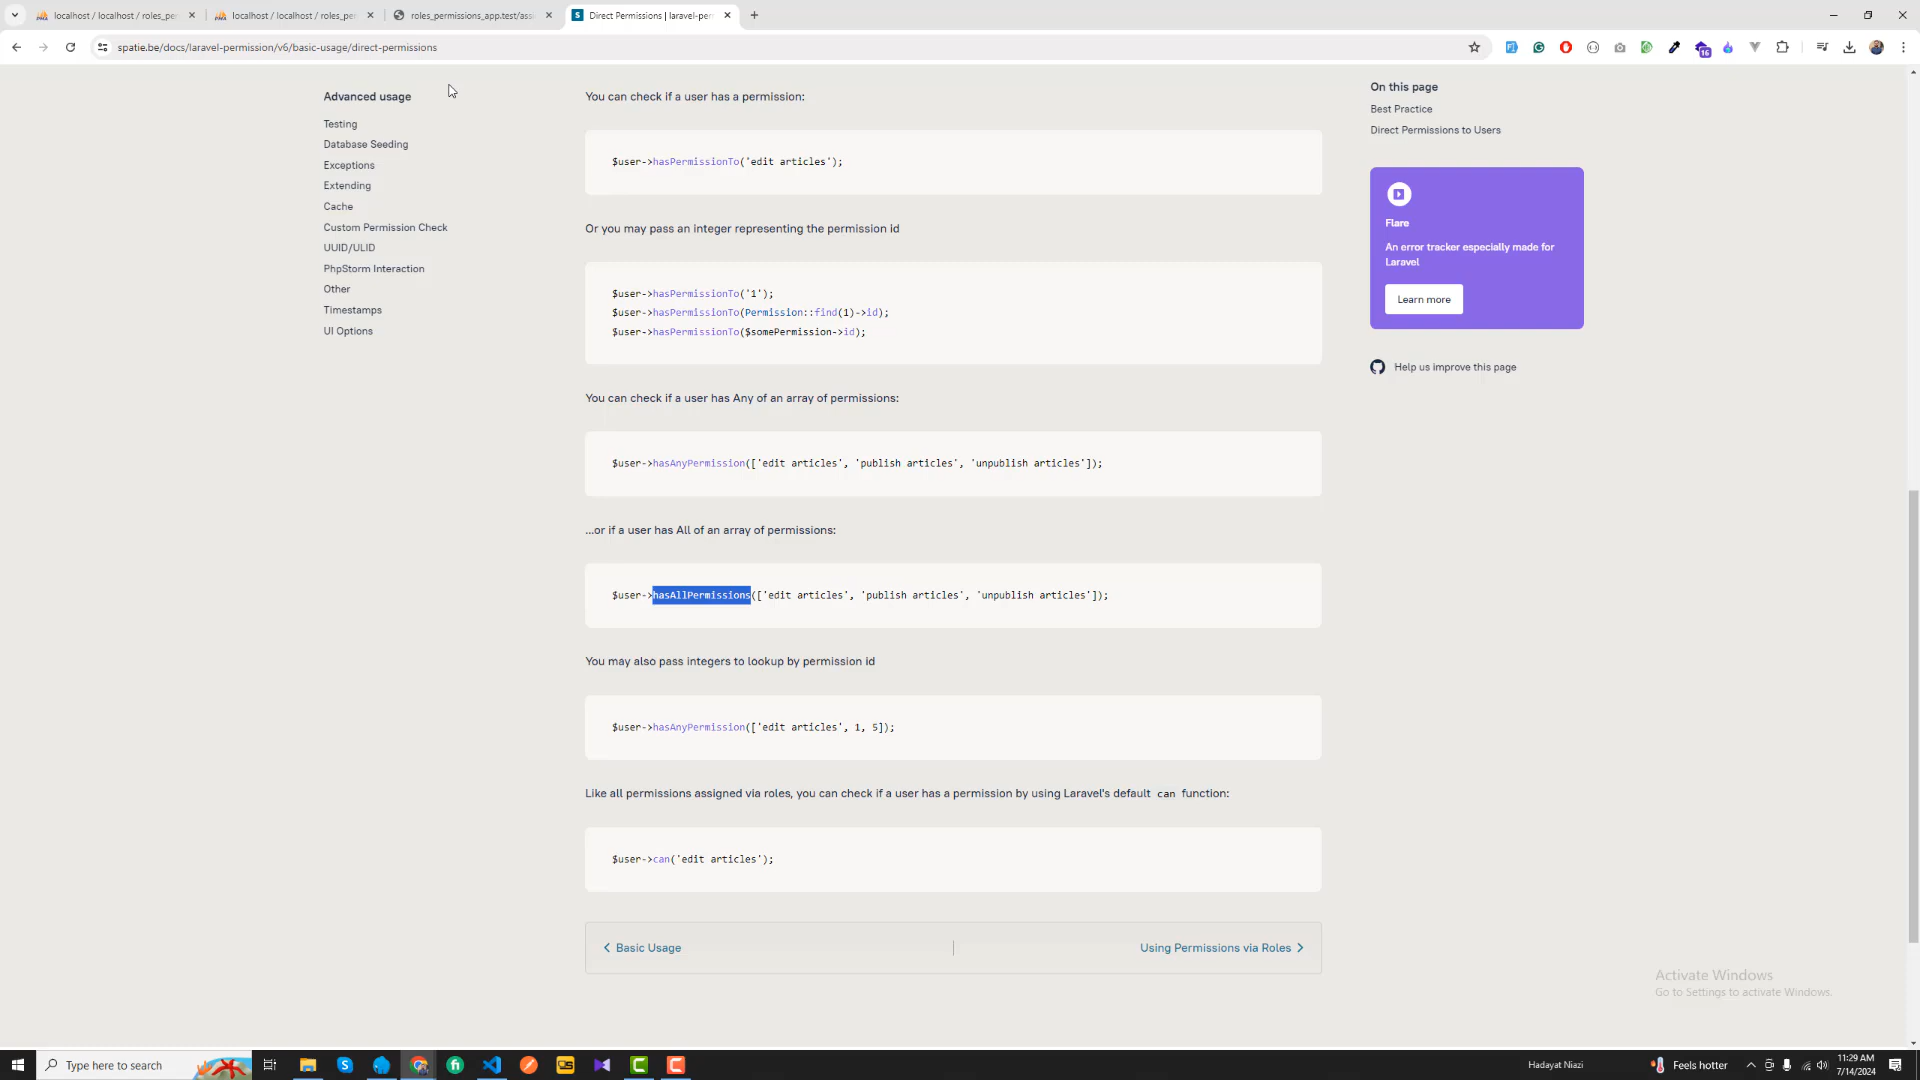 localhost / localhost / roles_per
localhost / localhost / roles_per
roles_permissions_app.test/ass
Direct Permissions | laravel-per
spatie.be/docs/laravel-permission/v6/basic-usage/direct-permissions
16
Advanced usage
Testing
Database Seeding
Exceptions
Extending
Cache
Custom Permission Check
UUID/ULID
PhpStorm Interaction
Other
Timestamps
UI Options
You can check if a user has a permission:
$user->hasPermissionTo('edit articles');
Or you may pass an integer representing the permission id
$user->hasPermissionTo('1');
$user->hasPermissionTo(Permission::find(1)->id);
$user->hasPermissionTo($somePermission->id);
You can check if a user has Any of an array of permissions:
$user->hasAnyPermission(['edit articles', 'publish articles', 'unpublish articles']);
...or if a user has All of an array of permissions:
$user->hasAllPermissions(['edit articles', 'publish articles', 'unpublish articles']);
You may also pass integers to lookup by permission id
$user->hasAnyPermission(['edit articles', 1, 5]);
Like all permissions assigned via roles, you can check if a user has a permission by using Laravel's default can function:
$user->can('edit articles');
Basic Usage
Using Permissions via Roles
On this page
Best Practice
Direct Permissions to Users
Flare
An error tracker especially made for
Laravel
Learn more
Help us improve this page
Activate Windows
Go to Settings to activate Windows.
Type here to search
Hadayat Niazi
Feels hotter
11:29 AM
7/14/2024